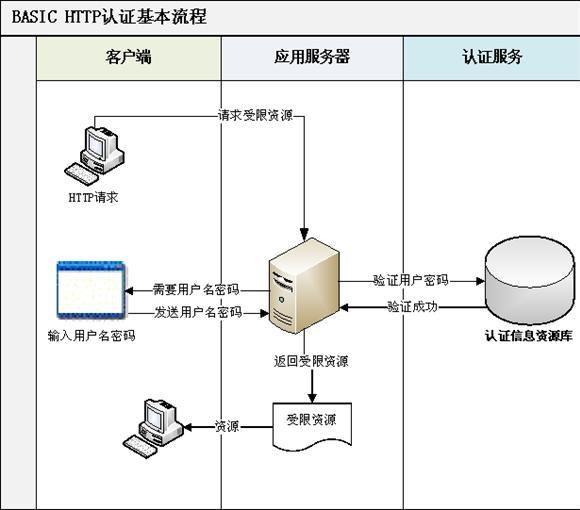 BASIC HTTP认证基本流程
客户端
应用服务器
认证服务
请求受限资源
HTTP请求
需要用户名密码
验证用户密码
发送用户名密码
验证成功
输入用户名密码
认证信息资源库
返回受限资源
资源
受限资源